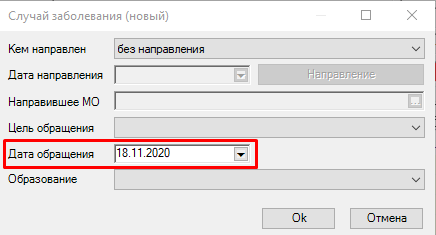 Случай заболевания (новый)
Кем направлен без направления
Дата направления Направление
Направившее МО ...
Цель обращения
Дата обращения 18.11.2020
Образование
Ok Отмена